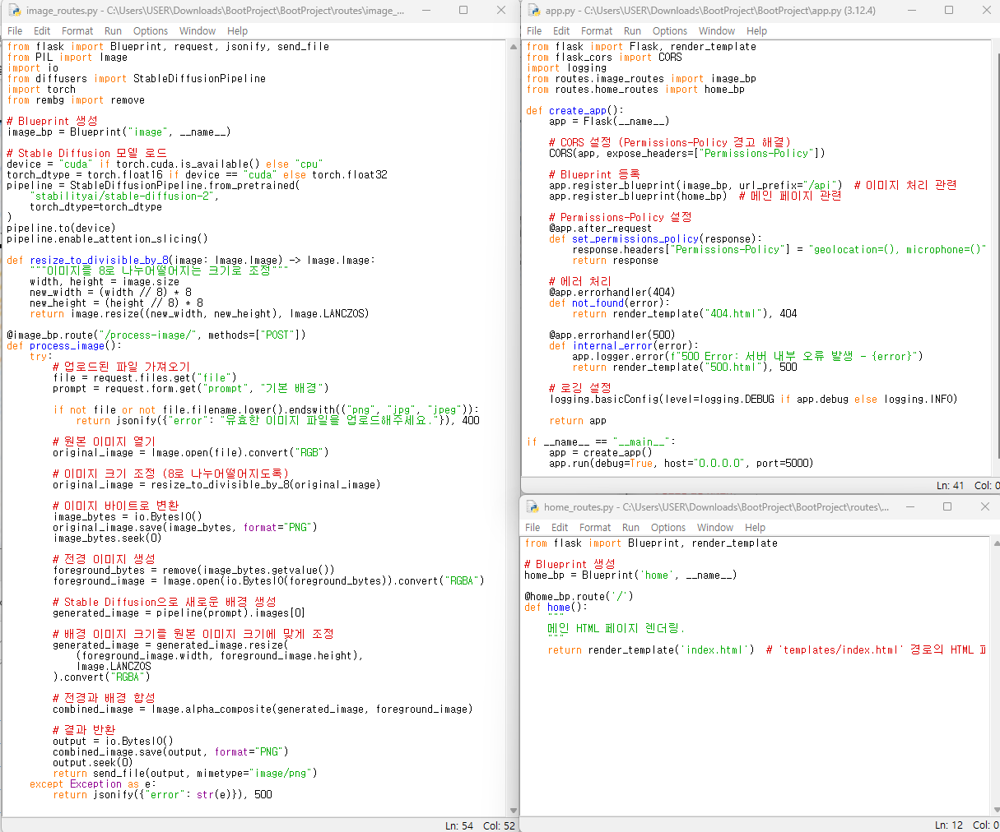 image_routes.py - C:\Users\USER\Downloads\BootProject\BootProject\routes\image_...
File Edit Format Run Options Window Help
from flask import Blueprint, request, jsonify, send_file
from PIL import Image
import io
from diffusers import StableDiffusionPipeline
import torch
from rembg import remove

# Blueprint 생성
image_bp = Blueprint("image", __name__)

# Stable Diffusion 모델 로드
device = "cuda" if torch.cuda.is_available() else "cpu"
torch_dtype = torch.float16 if device == "cuda" else torch.float32
pipeline = StableDiffusionPipeline.from_pretrained(
    "stabilityai/stable-diffusion-2",
    torch_dtype=torch_dtype
)
pipeline.to(device)
pipeline.enable_attention_slicing()

def resize_to_divisible_by_8(image: Image.Image) -> Image.Image:
    """이미지를 8로 나누어떨어지는 크기로 조정"""
    width, height = image.size
    new_width = (width // 8) * 8
    new_height = (height // 8) * 8
    return image.resize((new_width, new_height), Image.LANCZOS)

@image_bp.route("/process-image/", methods=["POST"])
def process_image():
    try:
        # 업로드된 파일 가져오기
        file = request.files.get("file")
        prompt = request.form.get("prompt", "기본 배경")

        if not file or not file.filename.lower().endswith(("png", "jpg", "jpeg")):
            return jsonify({"error": "유효한 이미지 파일을 업로드해주세요."}), 400

        # 원본 이미지 열기
        original_image = Image.open(file).convert("RGB")

        # 이미지 크기 조정 (8로 나누어떨어지도록)
        original_image = resize_to_divisible_by_8(original_image)

        # 이미지 바이트로 변환
        image_bytes = io.BytesIO()
        original_image.save(image_bytes, format="PNG")
        image_bytes.seek(0)

        # 전경 이미지 생성
        foreground_bytes = remove(image_bytes.getvalue())
        foreground_image = Image.open(io.BytesIO(foreground_bytes)).convert("RGBA")

        # Stable Diffusion으로 새로운 배경 생성
        generated_image = pipeline(prompt).images[0]

        # 배경 이미지 크기를 원본 이미지 크기에 맞게 조정
        generated_image = generated_image.resize(
            (foreground_image.width, foreground_image.height),
            Image.LANCZOS
        ).convert("RGBA")

        # 전경과 배경 합성
        combined_image = Image.alpha_composite(generated_image, foreground_image)

        # 결과 반환
        output = io.BytesIO()
        combined_image.save(output, format="PNG")
        output.seek(0)
        return send_file(output, mimetype="image/png")
    except Exception as e:
        return jsonify({"error": str(e)}), 500
Ln: 54 Col: 52
app.py - C:\Users\USER\Downloads\BootProject\BootProject\app.py (3.12.4)
File Edit Format Run Options Window Help
from flask import Flask, render_template
from flask_cors import CORS
import logging
from routes.image_routes import image_bp
from routes.home_routes import home_bp

def create_app():
    app = Flask(__name__)

    # CORS 설정 (Permissions-Policy 경고 해결)
    CORS(app, expose_headers=["Permissions-Policy"])

    # Blueprint 등록
    app.register_blueprint(image_bp, url_prefix="/api")  # 이미지 처리 관련
    app.register_blueprint(home_bp)  # 메인 페이지 관련

    # Permissions-Policy 설정
    @app.after_request
    def set_permissions_policy(response):
        response.headers["Permissions-Policy"] = "geolocation=(), microphone=()"
        return response

    # 에러 처리
    @app.errorhandler(404)
    def not_found(error):
        return render_template("404.html"), 404

    @app.errorhandler(500)
    def internal_error(error):
        app.logger.error(f"500 Error: 서버 내부 오류 발생 - {error}")
        return render_template("500.html"), 500

    # 로깅 설정
    logging.basicConfig(level=logging.DEBUG if app.debug else logging.INFO)

    return app

if __name__ == "__main__":
    app = create_app()
    app.run(debug=True, host="0.0.0.0", port=5000)
Ln: 41 Col: 0
home_routes.py - C:\Users\USER\Downloads\BootProject\BootProject\routes\...
File Edit Format Run Options Window Help
from flask import Blueprint, render_template

# Blueprint 생성
home_bp = Blueprint('home', __name__)

@home_bp.route('/')
def home():
    """
    메인 HTML 페이지 렌더링.
    """
    return render_template('index.html')  # 'templates/index.html' 경로의 HTML 파
Ln: 12 Col: 0